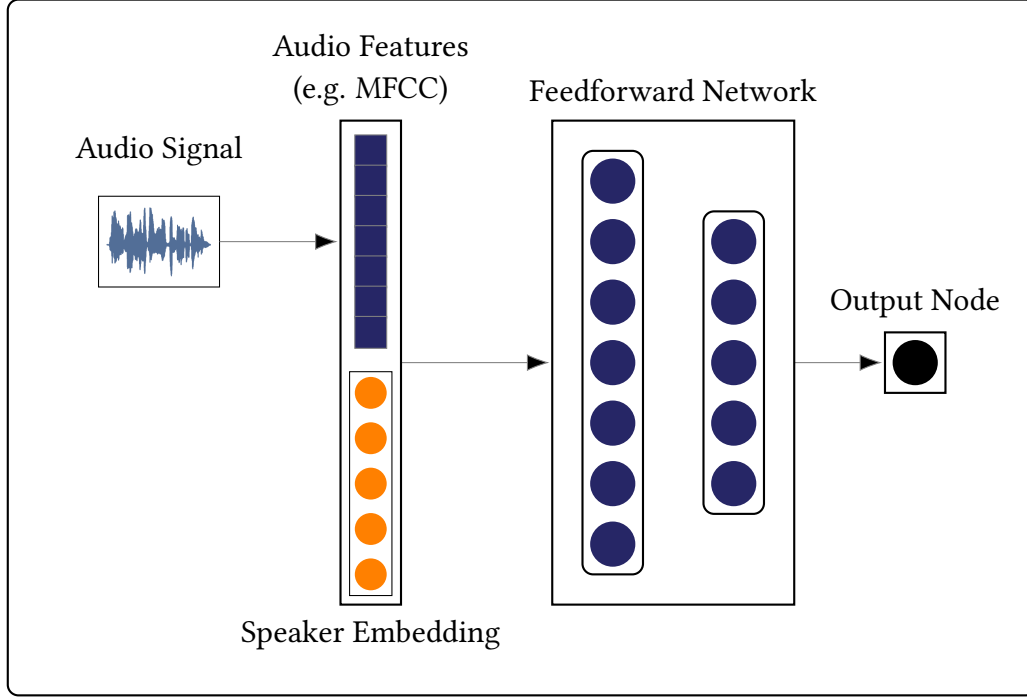 Audio Features
(e.g. MFCC)
Feedforward Network
Audio Signal
Output Node
Speaker Embedding